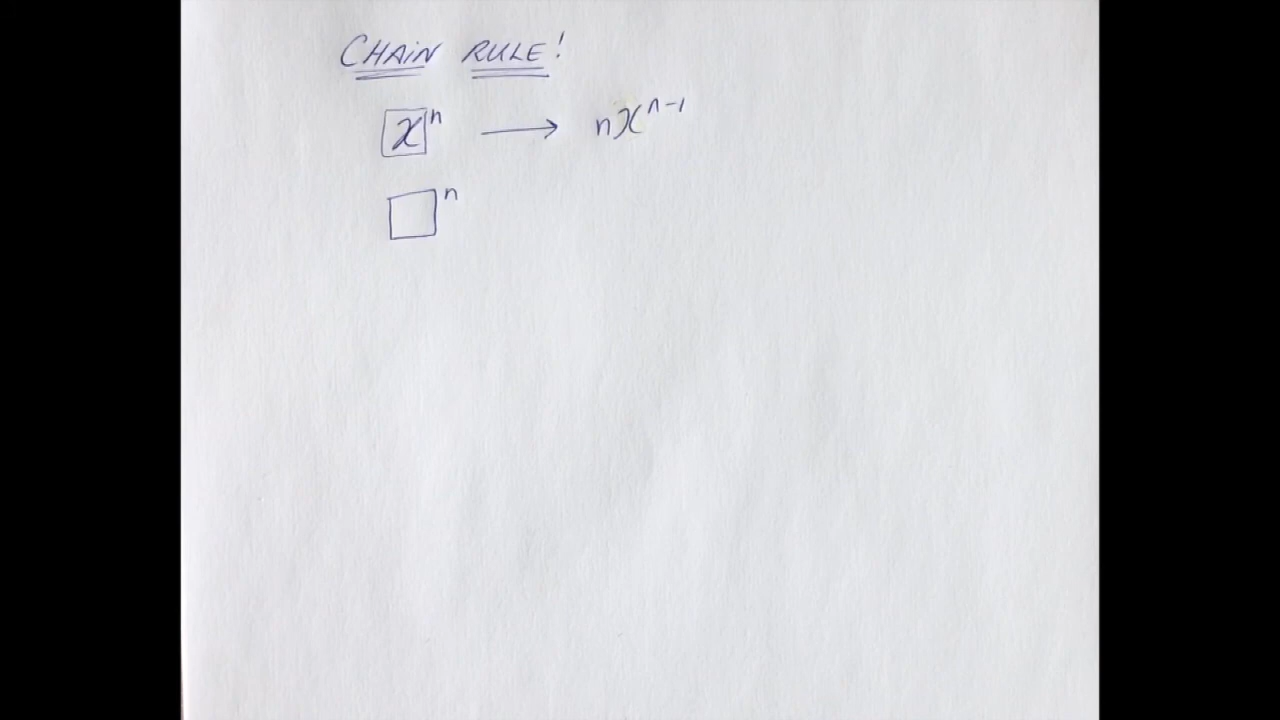 CHAIN RULE!
x^n → nx^{n-1}
□^n